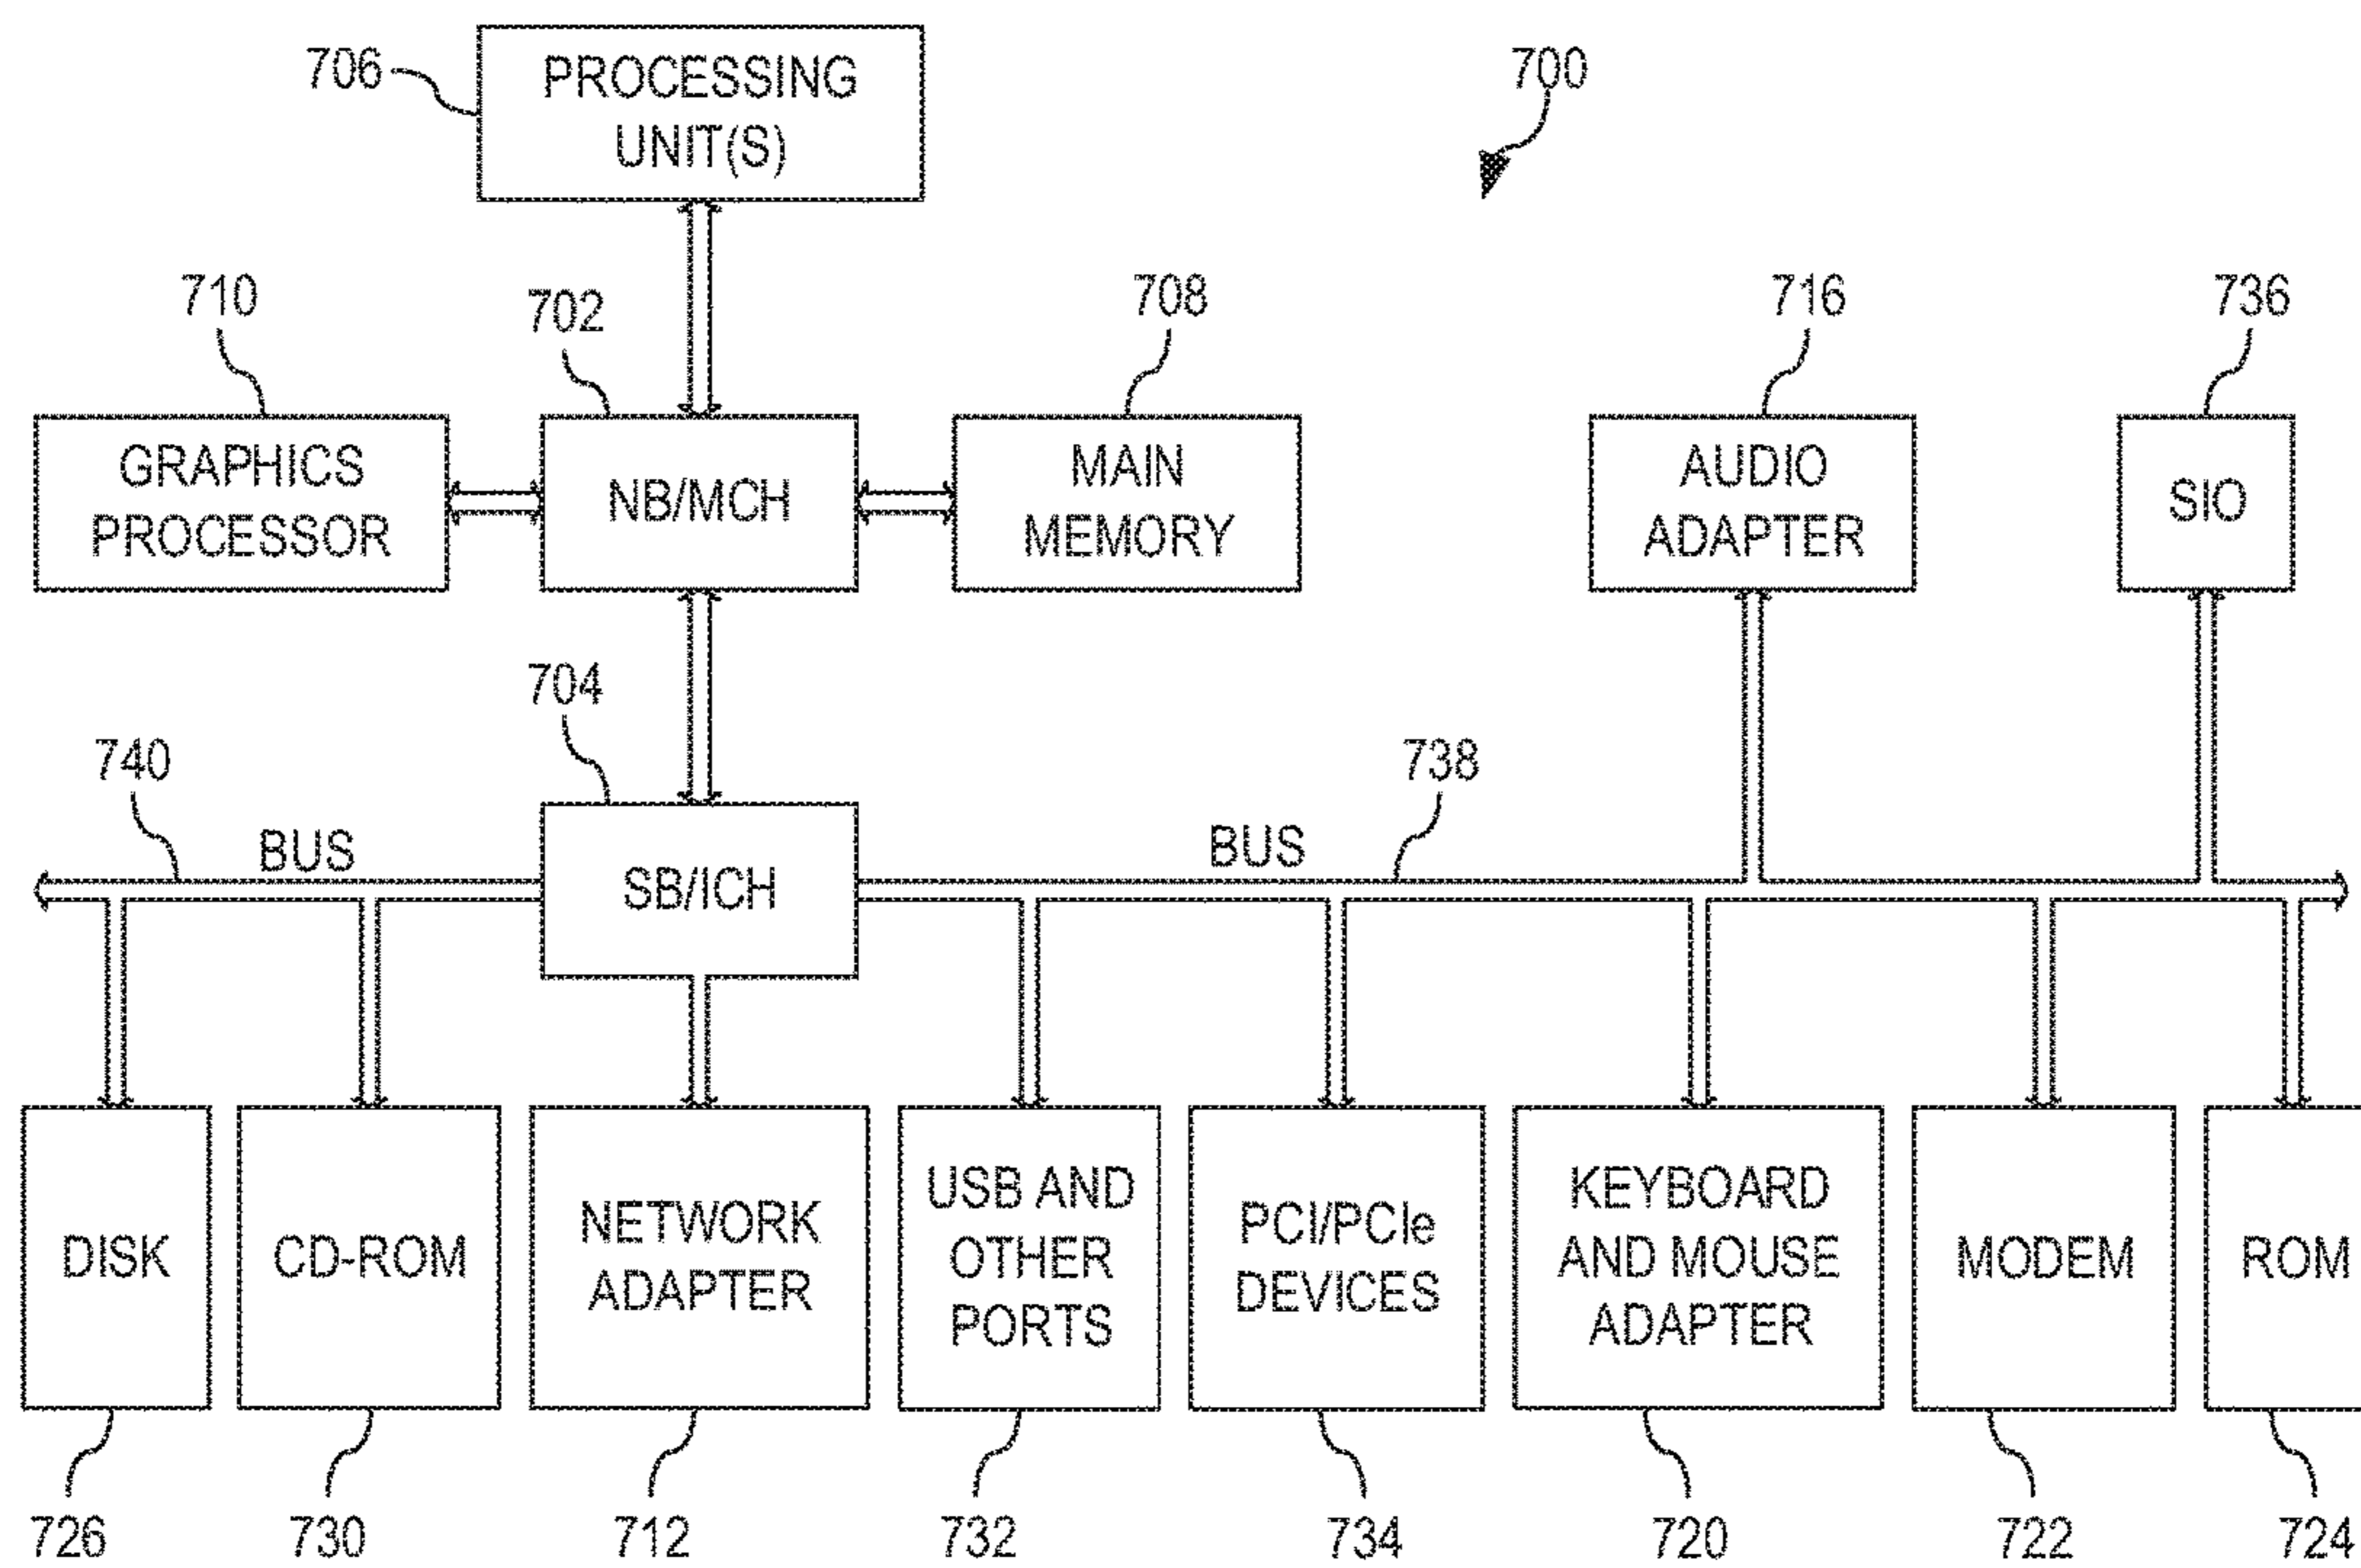 706
PROCESSING
UNIT(S)
700
710
702
708
716
736
GRAPHICS
PROCESSOR
NB/MCH
MAIN
MEMORY
AUDIO
ADAPTER
SIO
704
740
738
BUS
SB/ICH
BUS
DISK
CD-ROM
NETWORK
ADAPTER
USB AND
OTHER
PORTS
PCI/PCIe
DEVICES
KEYBOARD
AND MOUSE
ADAPTER
MODEM
ROM
726
730
712
732
734
720
722
724